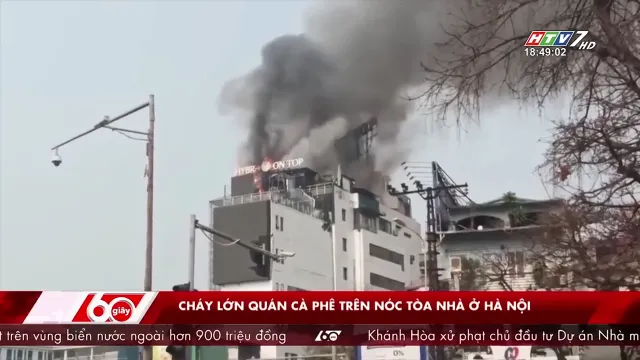 HTV7 HD
18:49:02
ON TOP
60 giây
CHÁY LỚN QUÁN CÀ PHÊ TRÊN NÓC TÒA NHÀ Ở HÀ NỘI
t trên vùng biển nước ngoài hơn 900 triệu đồng 60 Khánh Hòa xử phạt chủ đầu tư Dự án Nhà m
0%